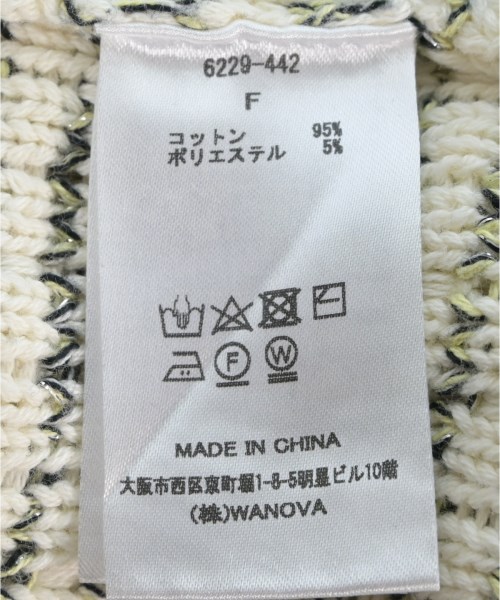 6229-442
F
コットン 95%
ポリエステル 5%
F W
MADE IN CHINA
大阪市西区京町堀1-8-5明星ビル10階
(株)WANOVA